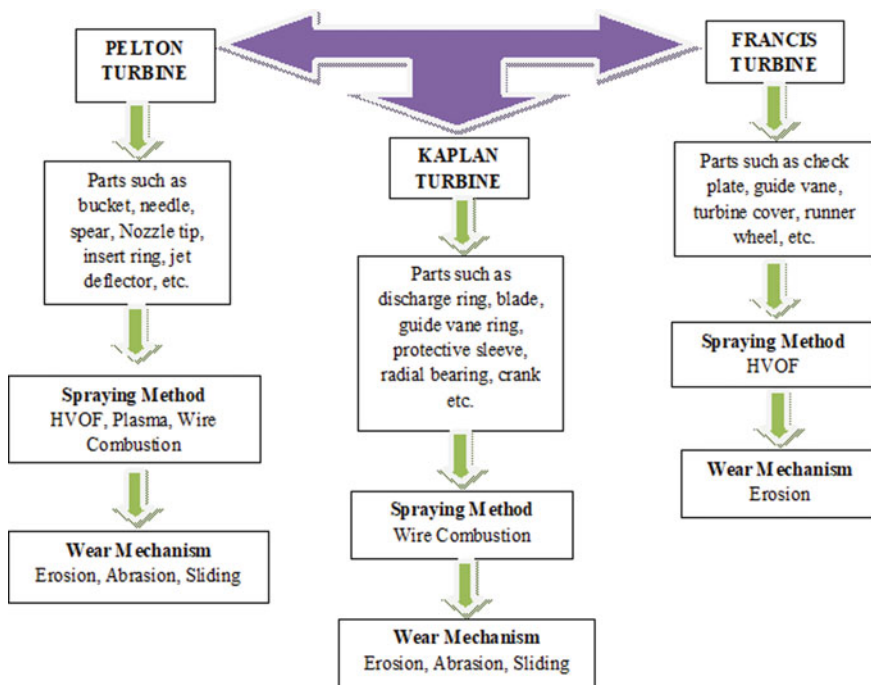 PELTON
TURBINE
Parts such as
bucket, needle,
spear, Nozzle tip,
insert ring, jet
deflector, etc.
Spraying Method
HVOF, Plasma, Wire
Combustion
Wear Mechanism
Erosion, Abrasion, Sliding
KAPLAN
TURBINE
Parts such as
discharge ring, blade,
guide vane ring,
protective sleeve,
radial bearing, crank
etc.
Spraying Method
Wire Combustion
Wear Mechanism
Erosion, Abrasion, Sliding
FRANCIS
TURBINE
Parts such as check
plate, guide vane,
turbine cover, runner
wheel, etc.
Spraying Method
HVOF
Wear Mechanism
Erosion